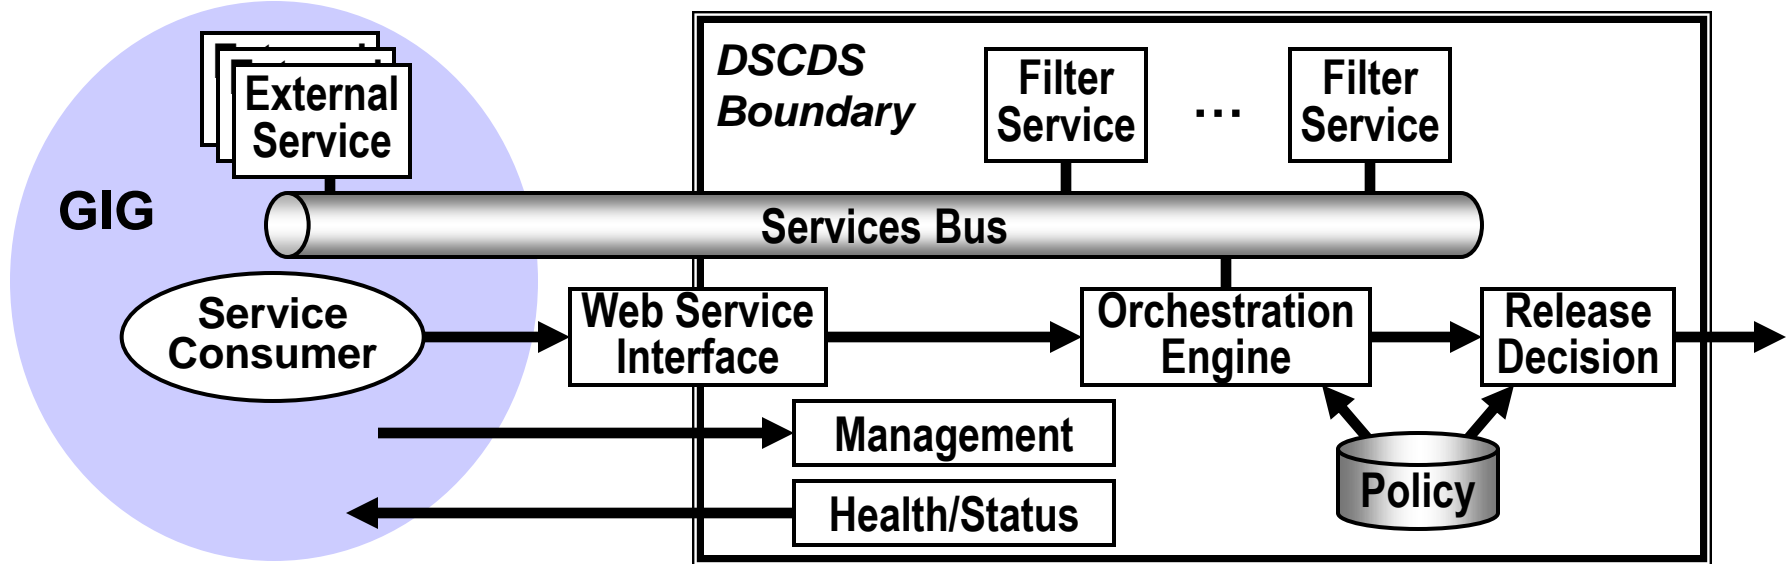 External
Service
GIG
DSCDS
Boundary
Filter
Service
...
Filter
Service
Services Bus
Service
Consumer
Web Service
Interface
Orchestration
Engine
Release
Decision
Management
Health/Status
Policy